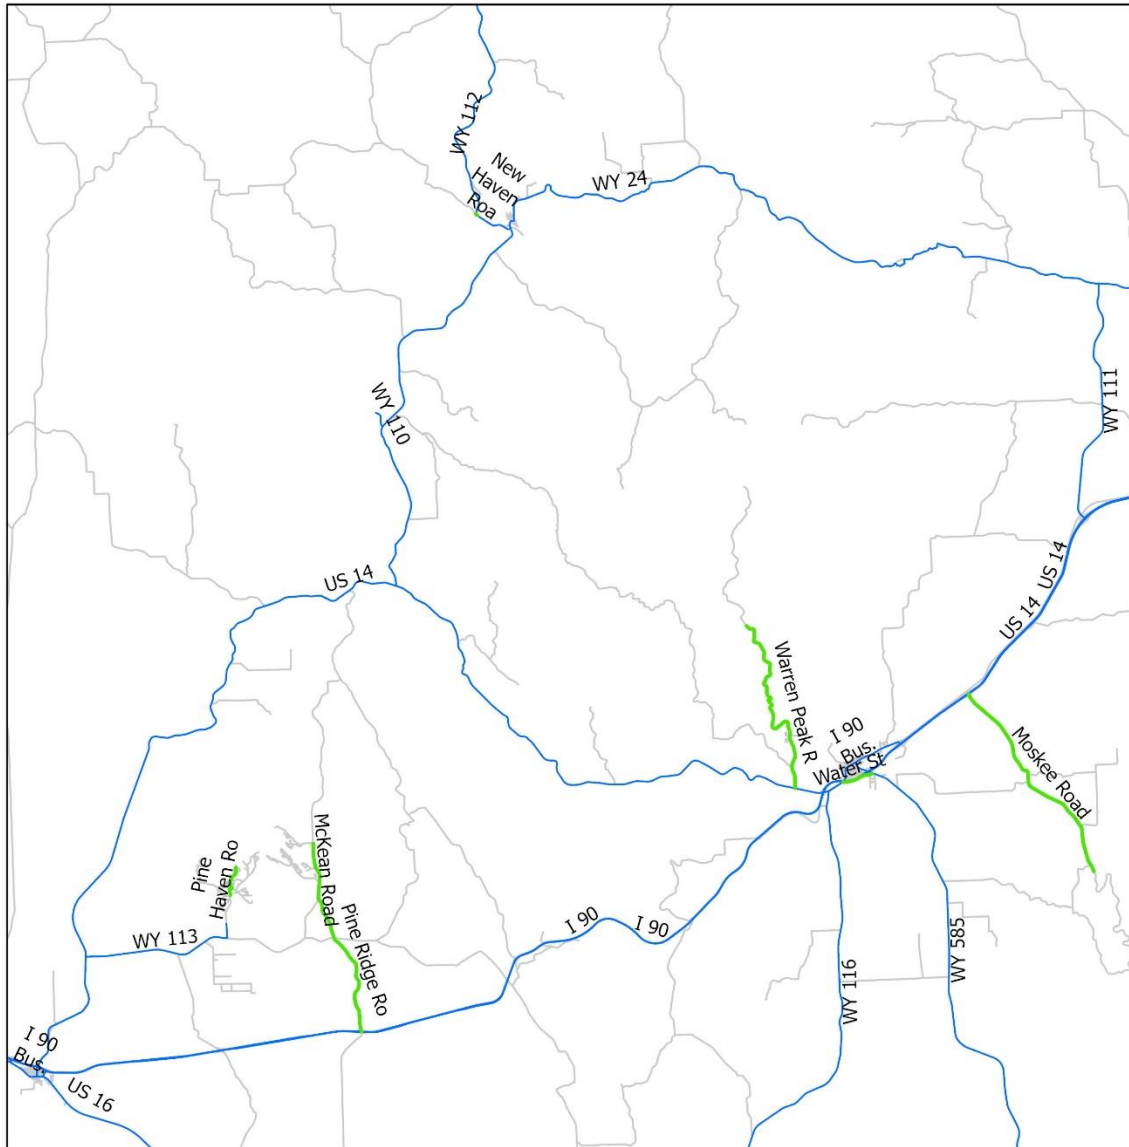 WY 112
New
Haven
Roa
WY 24
WY 111
WY 110
US 14
US 14
US 14
Warren Peak R
I 90
Bus.
Water St
Moskee Road
Pine
Haven Ro
McKean Road
Pine Ridge Ro
WY 113
I 90
I 90
WY 116
WY 585
I 90
Bus.
US 16